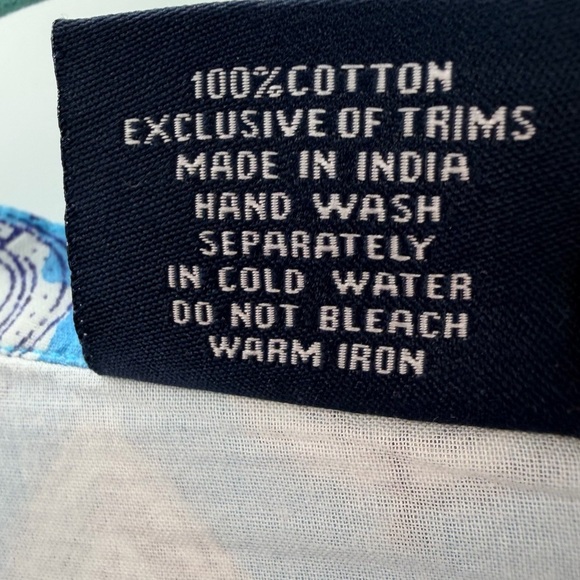 100% COTTON
EXCLUSIVE OF TRIMS
MADE IN INDIA
HAND WASH
SEPARATELY
IN COLD WATER
DO NOT BLEACH
WARM IRON